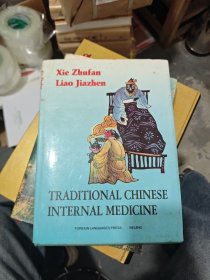 Xie Zhufan
Liao Jiazhen
TRADITIONAL CHINESE
INTERNAL MEDICINE
FOREIGN LANGUAGES PRESS BEIJING